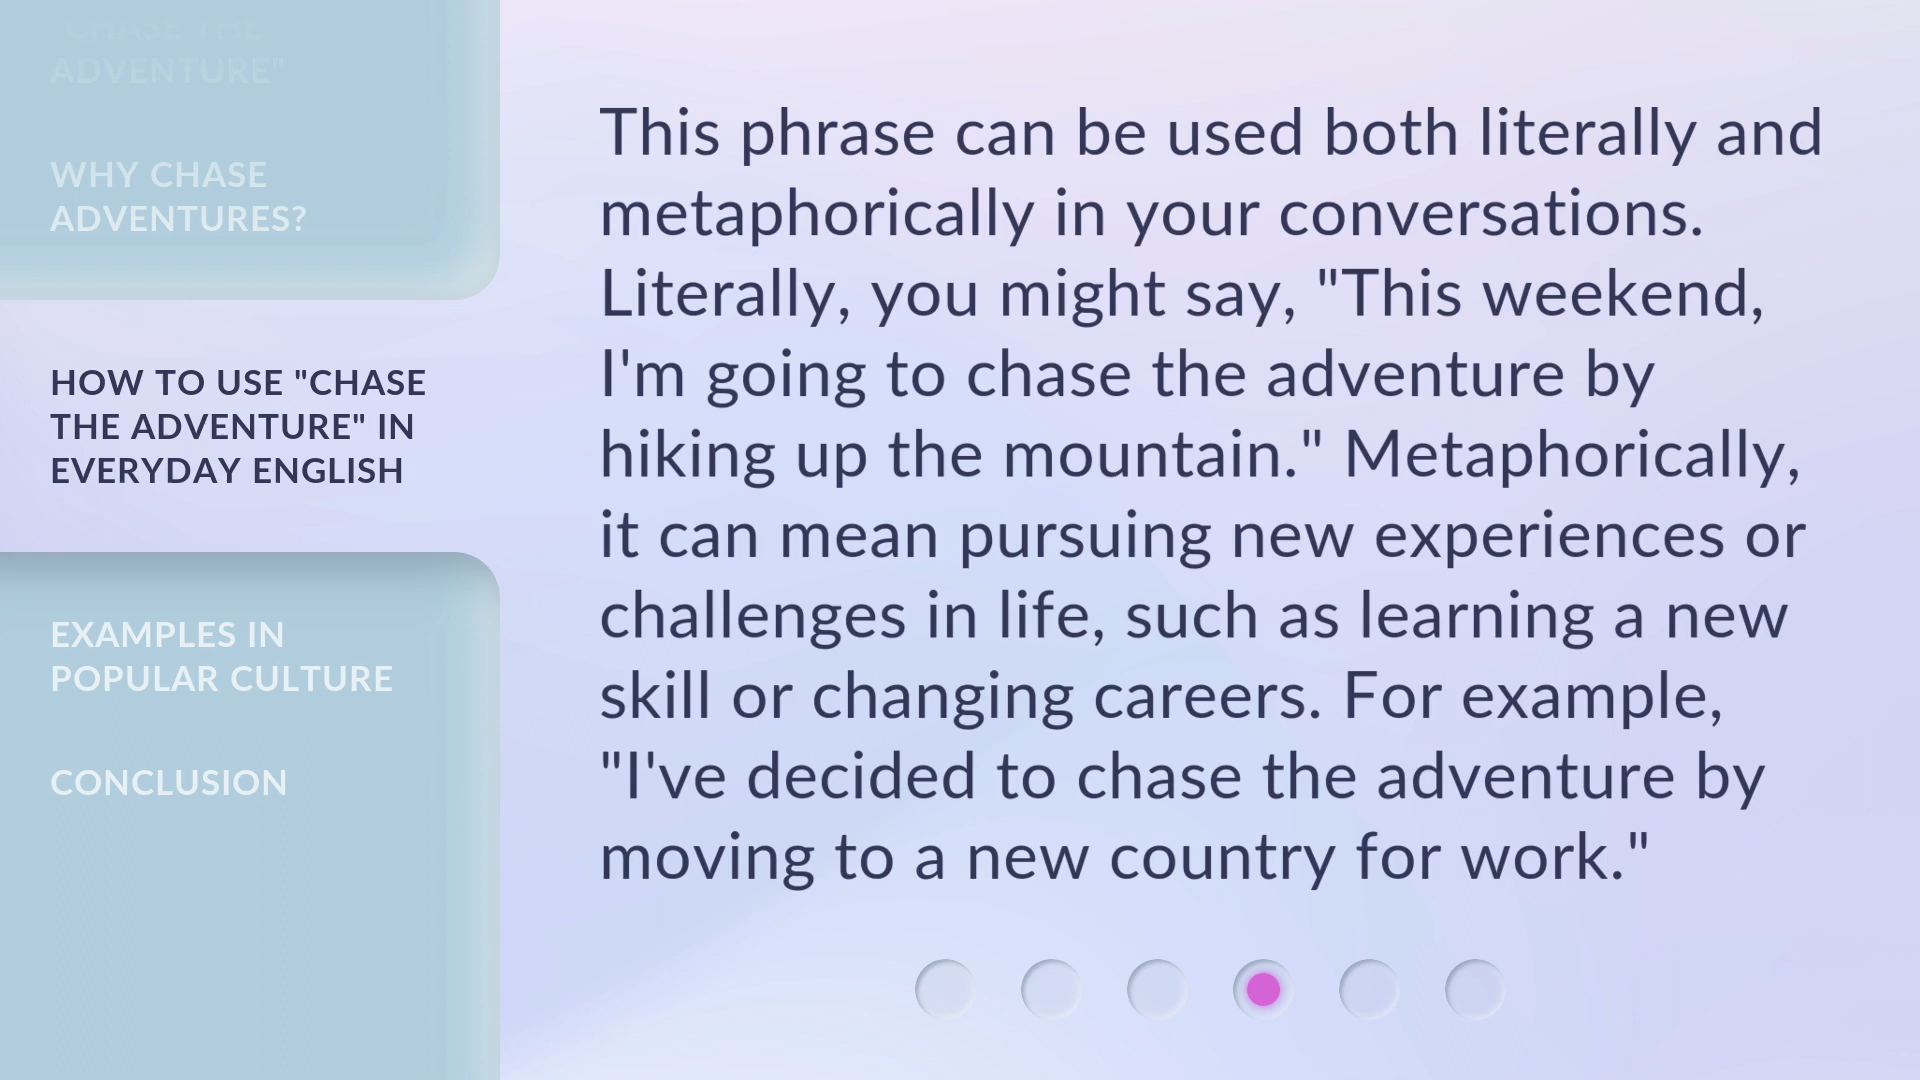 "CHASE THE
ADVENTURE"
WHY CHASE
ADVENTURES?
HOW TO USE "CHASE
THE ADVENTURE" IN
EVERYDAY ENGLISH
EXAMPLES IN
POPULAR CULTURE
CONCLUSION
This phrase can be used both literally and
metaphorically in your conversations.
Literally, you might say, "This weekend,
I'm going to chase the adventure by
hiking up the mountain." Metaphorically,
it can mean pursuing new experiences or
challenges in life, such as learning a new
skill or changing careers. For example,
"I've decided to chase the adventure by
moving to a new country for work."